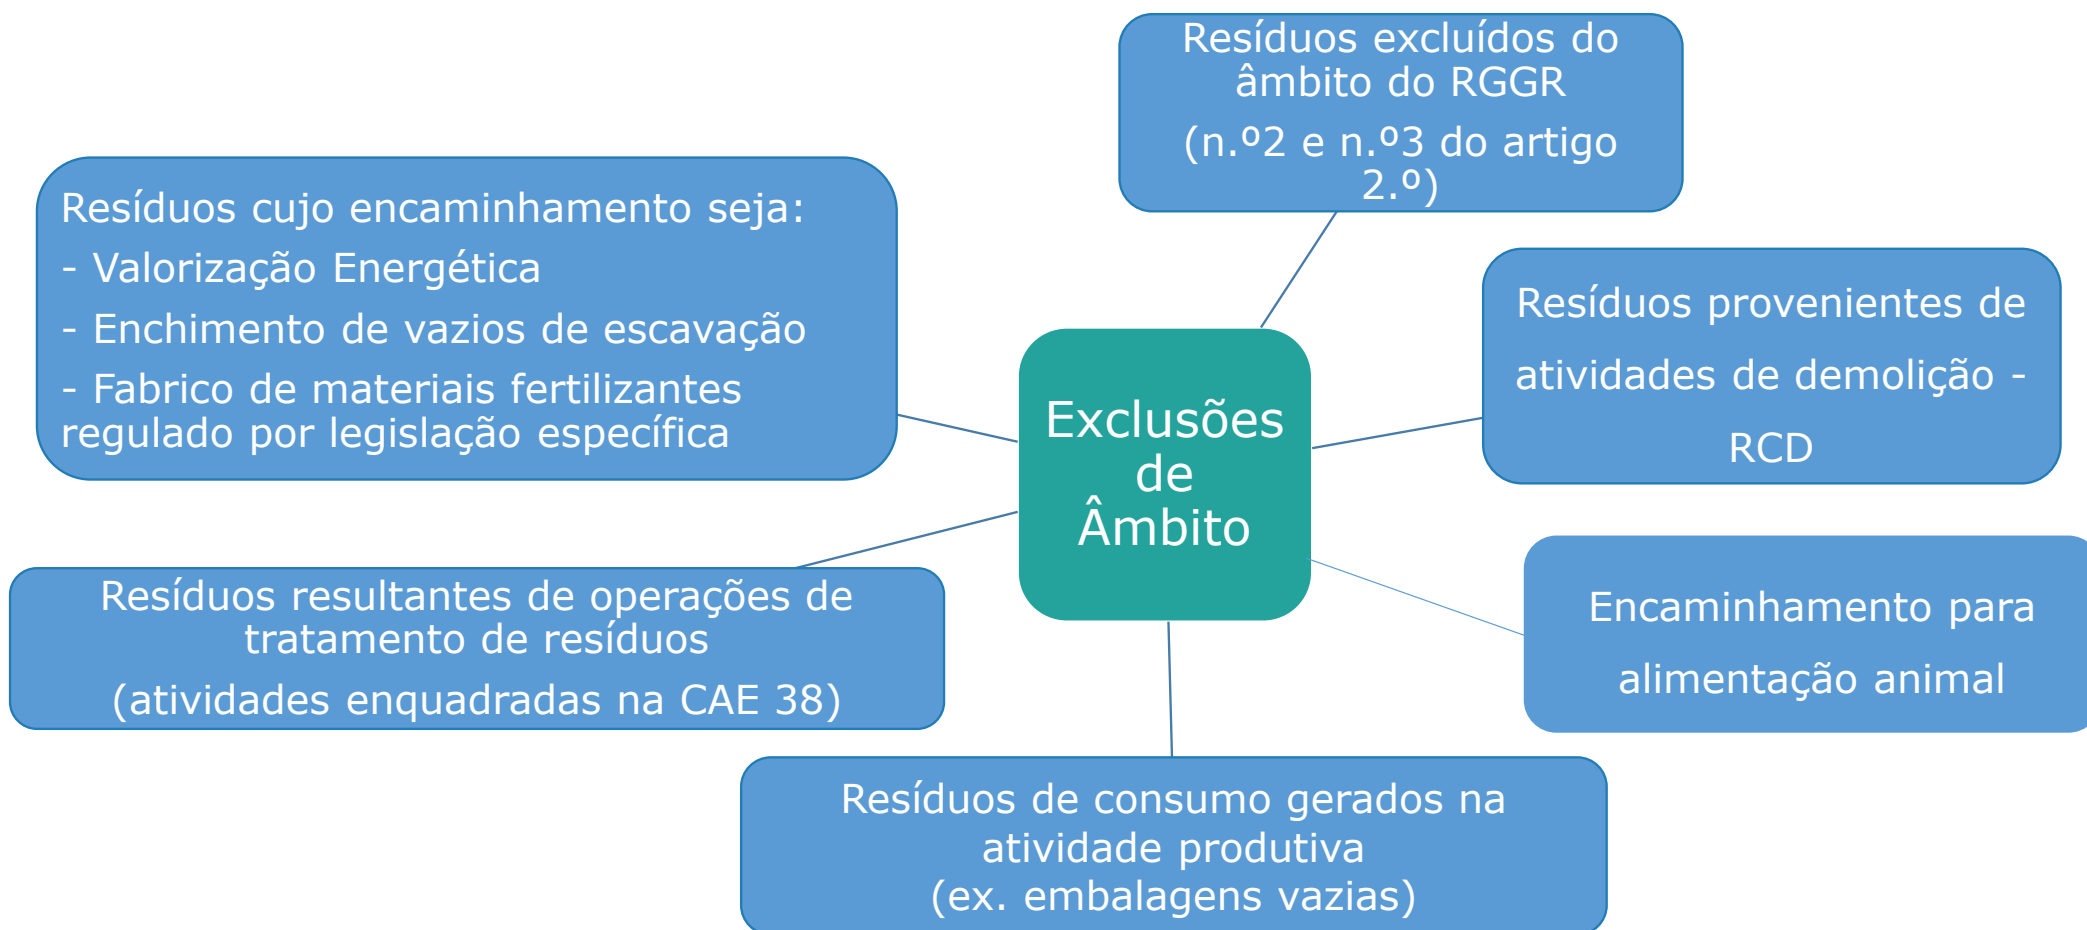 Resíduos excluídos do
âmbito do RGGR
(n.º2 e n.º3 do artigo
2.º)
Resíduos cujo encaminhamento seja:
- Valorização Energética
- Enchimento de vazios de escavação
- Fabrico de materiais fertilizantes
regulado por legislação específica
Resíduos provenientes de
atividades de demolição -
RCD
Exclusões
de
Âmbito
Resíduos resultantes de operações de
tratamento de resíduos
(atividades enquadradas na CAE 38)
Encaminhamento para
alimentação animal
Resíduos de consumo gerados na
atividade produtiva
(ex. embalagens vazias)